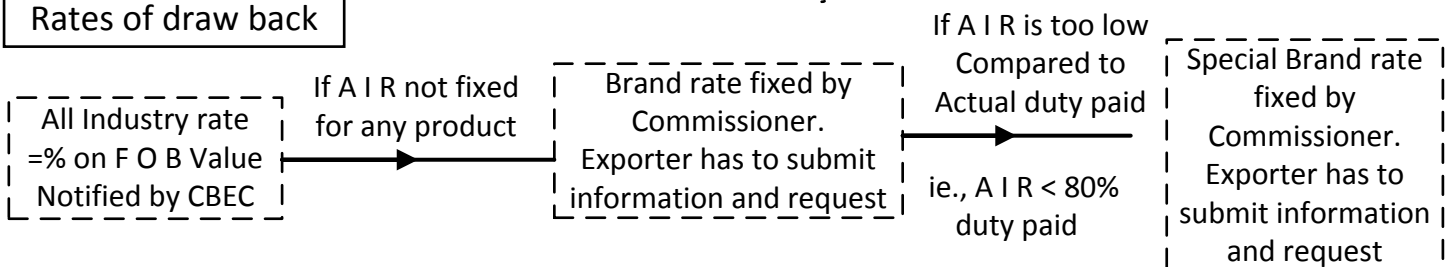 Rates of draw back
All Industry rate
=% on F O B Value
Notified by CBEC
If A I R not fixed
for any product
Brand rate fixed by
Commissioner.
Exporter has to submit
information and request
If A I R is too low
Compared to
Actual duty paid
ie., A I R < 80%
duty paid
Special Brand rate
fixed by
Commissioner.
Exporter has to
submit information
and request